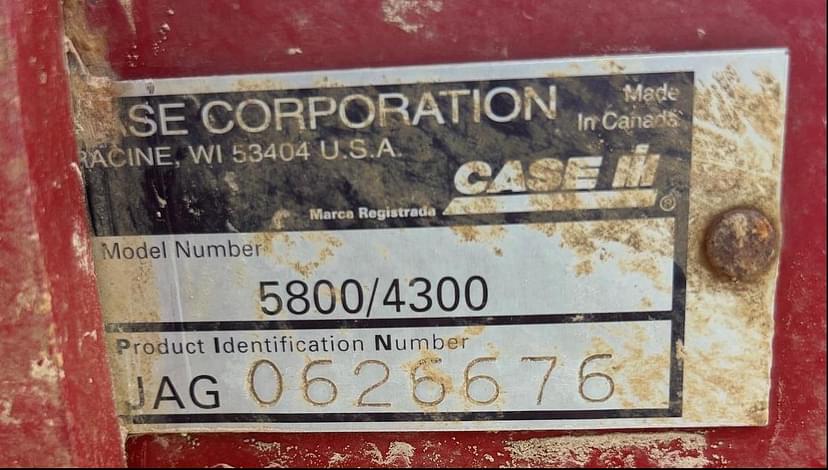 ASE CORPORATION
Made
In Canada
RACINE, WI 53404 U.S.A.
CASE IH
Marca Registrada ®
Model Number
5800/4300
Product Identification Number
JAG 0626676